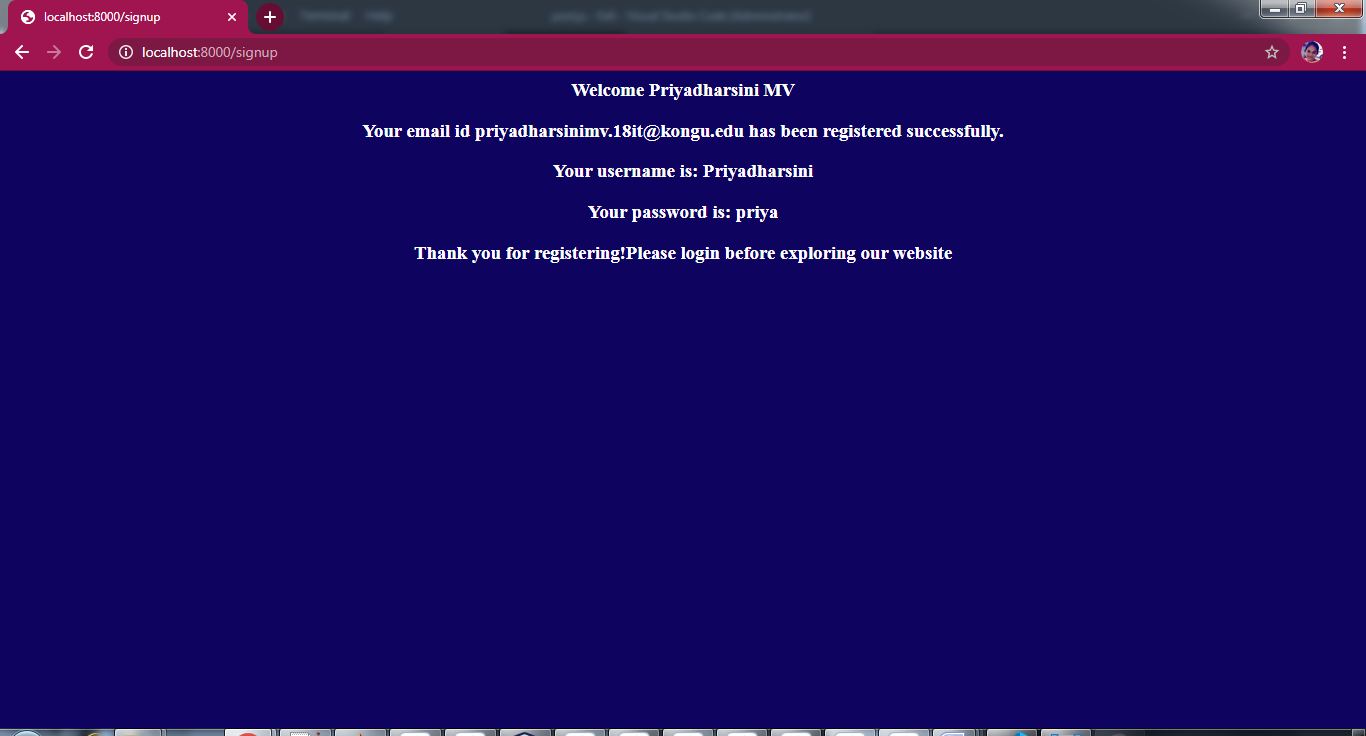 localhost:8000/signup
localhost:8000/signup
Welcome Priyadharsini MV
Your email id priyadharsinimv.18it@kongu.edu has been registered successfully.
Your username is: Priyadharsini
Your password is: priya
Thank you for registering!Please login before exploring our website